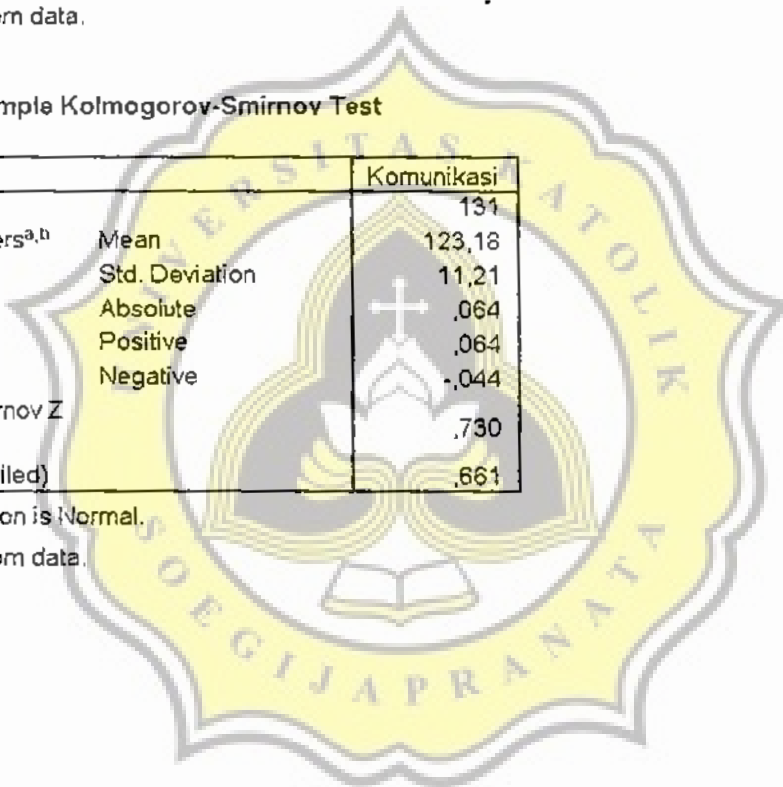 om data.
mple Kolmogorov-Smirnov Test
Komunikasi
131
ers a,b Mean 123,18
Std. Deviation 11,21
Absolute ,064
Positive ,064
Negative -,044
rnov Z ,730
iled) ,661
on is Normal.
om data.
UNIVERSITAS KATOLIK
SOEGIJAPRANATA